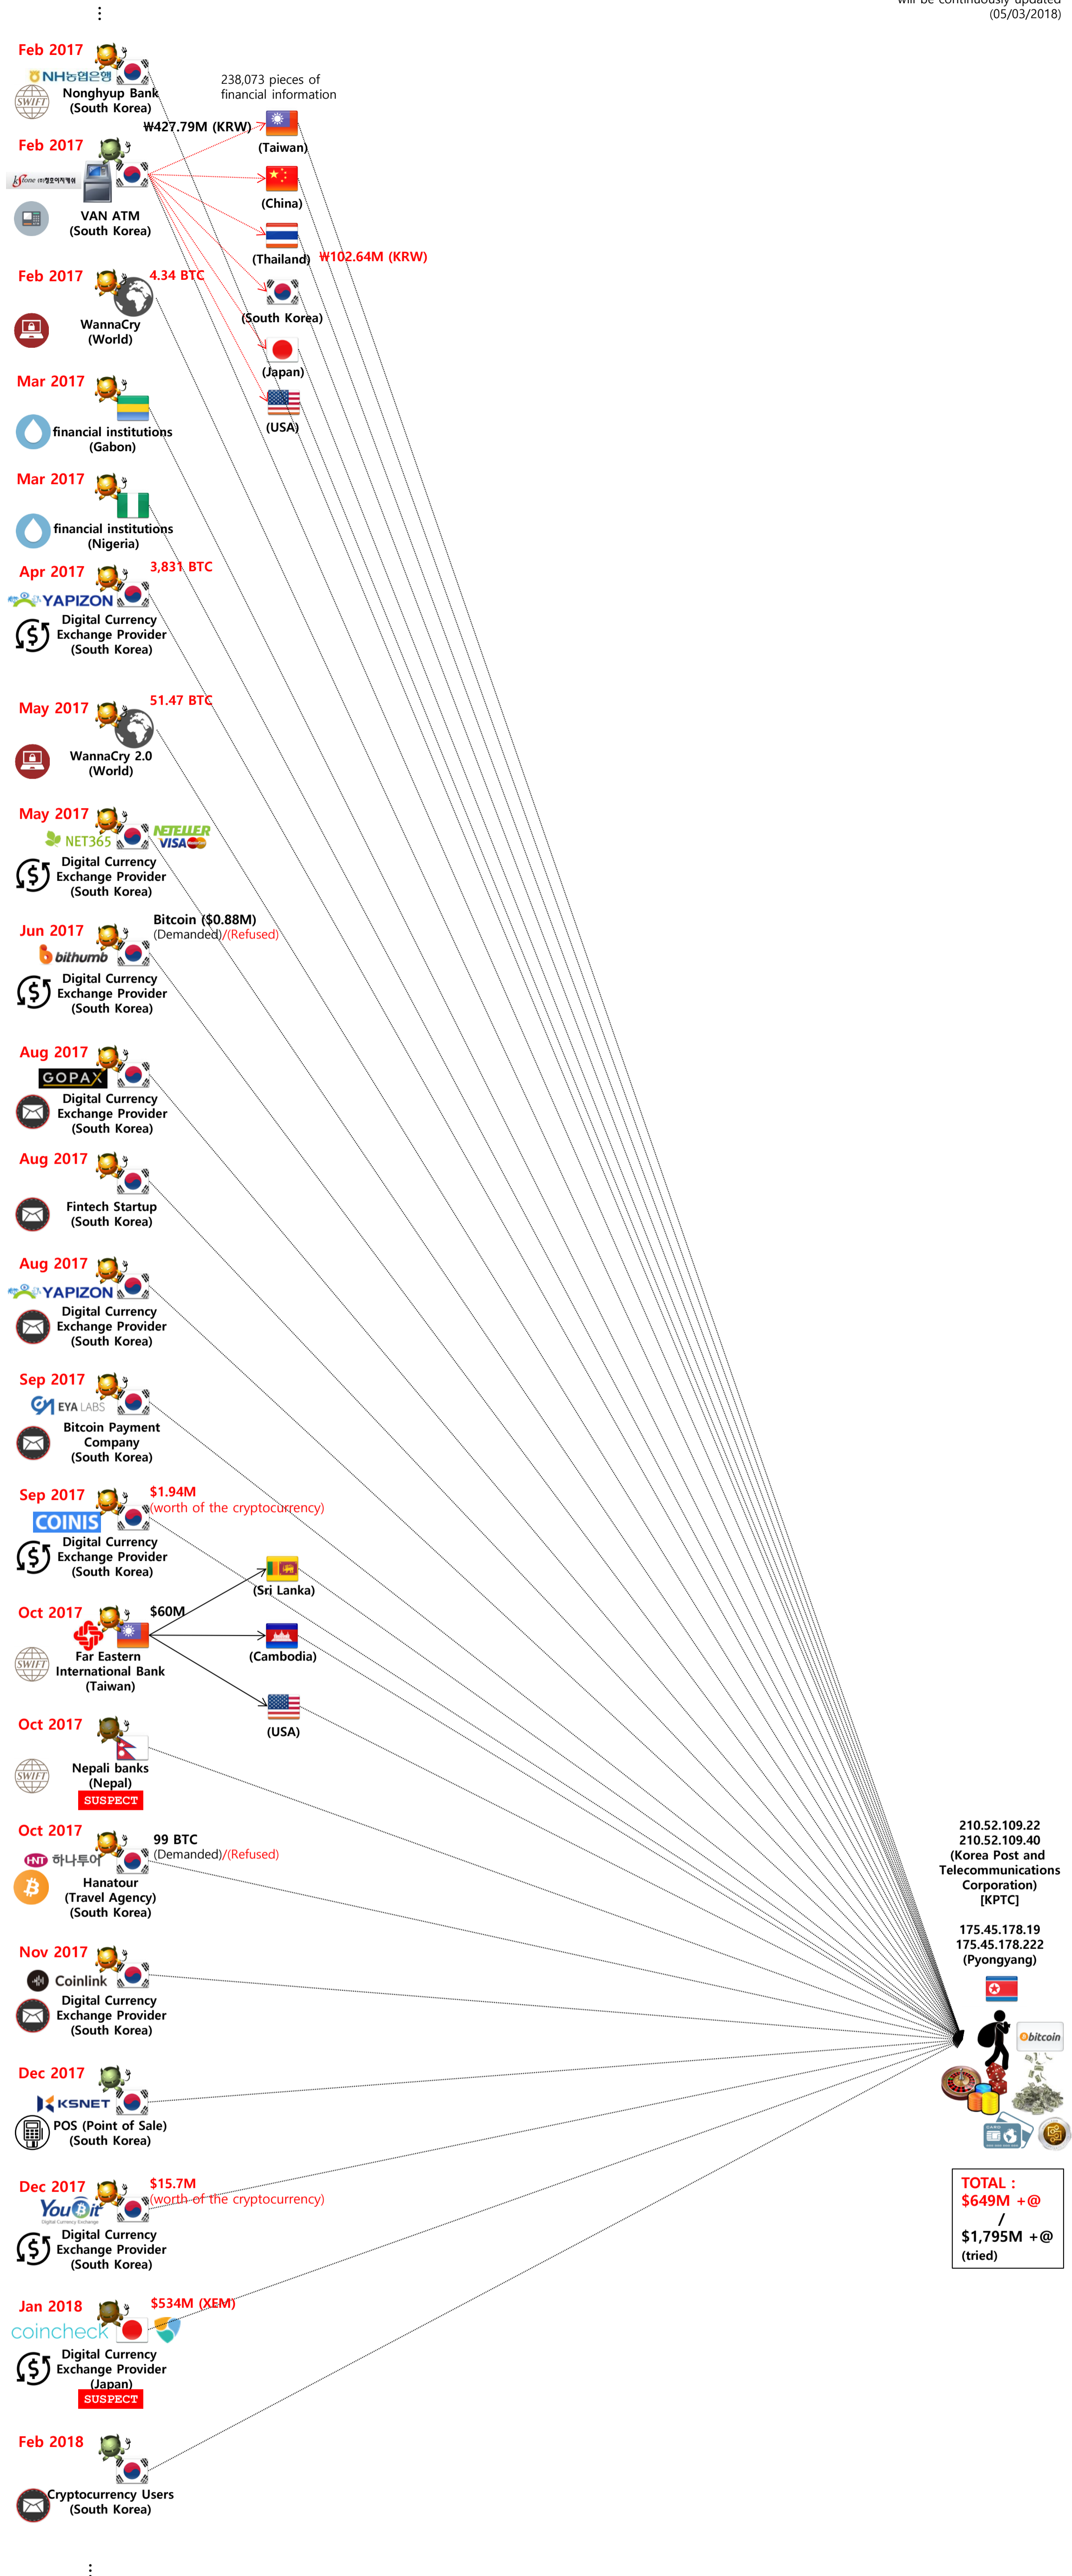 will be continuously updated
(05/03/2018)
Feb 2017
NH농협은행
SWIFT
Nonghyup Bank
(South Korea)
238,073 pieces of
financial information
₩427.79M (KRW)
(Taiwan)
(China)
(Thailand)
₩102.64M (KRW)
(South Korea)
(Japan)
(USA)
Feb 2017
VAN ATM
(South Korea)
Feb 2017
4.34 BTC
WannaCry
(World)
Mar 2017
financial institutions
(Gabon)
Mar 2017
financial institutions
(Nigeria)
Apr 2017
3,831 BTC
YAPIZON
Digital Currency
Exchange Provider
(South Korea)
May 2017
51.47 BTC
WannaCry 2.0
(World)
May 2017
NET365
NETELLER
VISA
Digital Currency
Exchange Provider
(South Korea)
Jun 2017
Bitcoin ($0.88M)
(Demanded)/(Refused)
bithumb
Digital Currency
Exchange Provider
(South Korea)
Aug 2017
GOPAX
Digital Currency
Exchange Provider
(South Korea)
Aug 2017
Fintech Startup
(South Korea)
Aug 2017
YAPIZON
Digital Currency
Exchange Provider
(South Korea)
Sep 2017
EYA LABS
Bitcoin Payment
Company
(South Korea)
Sep 2017
$1.94M
(worth of the cryptocurrency)
COINIS
Digital Currency
Exchange Provider
(South Korea)
Oct 2017
$60M
SWIFT
Far Eastern
International Bank
(Taiwan)
(Sri Lanka)
(Cambodia)
(USA)
Oct 2017
SWIFT
Nepali banks
(Nepal)
SUSPECT
Oct 2017
99 BTC
(Demanded)/(Refused)
HNT 하나투어
Hanatour
(Travel Agency)
(South Korea)
Nov 2017
Coinlink
Digital Currency
Exchange Provider
(South Korea)
Dec 2017
KSNET
POS (Point of Sale)
(South Korea)
Dec 2017
$15.7M
(worth of the cryptocurrency)
YouBit
Digital Currency Exchange
Digital Currency
Exchange Provider
(South Korea)
Jan 2018
$534M (XEM)
coincheck
Digital Currency
Exchange Provider
(Japan)
SUSPECT
Feb 2018
Cryptocurrency Users
(South Korea)
210.52.109.22
210.52.109.40
(Korea Post and
Telecommunications
Corporation)
[KPTC]
175.45.178.19
175.45.178.222
(Pyongyang)
bitcoin
CARD
TOTAL :
$649M +@
/
$1,795M +@
(tried)